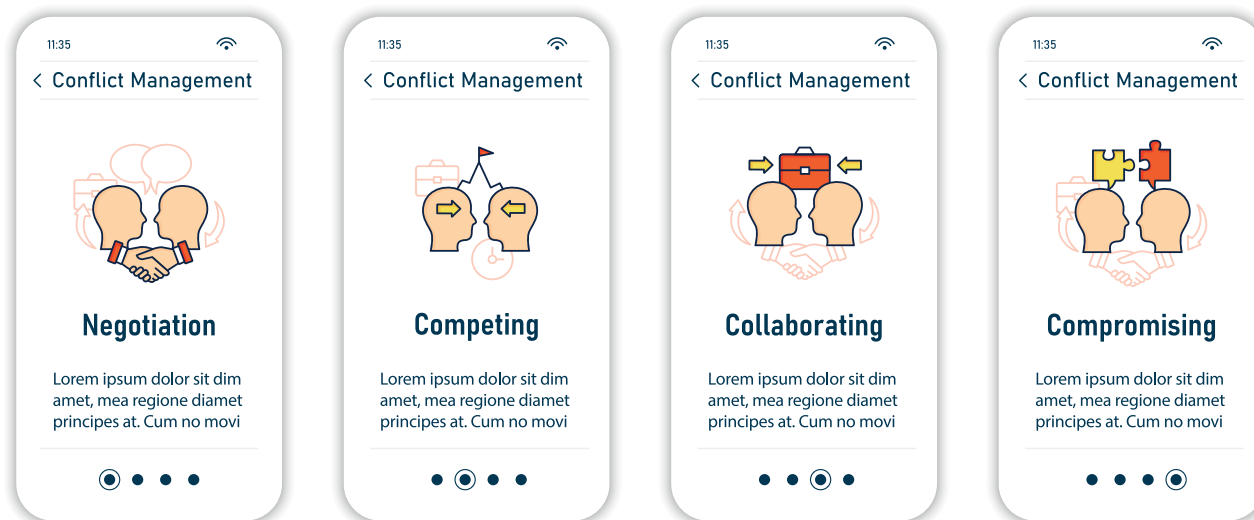 11:35
< Conflict Management
Negotiation
Lorem ipsum dolor sit dim
amet, mea regione diamet
principes at. Cum no movi
11:35
< Conflict Management
Competing
Lorem ipsum dolor sit dim
amet, mea regione diamet
principes at. Cum no movi
11:35
< Conflict Management
Collaborating
Lorem ipsum dolor sit dim
amet, mea regione diamet
principes at. Cum no movi
11:35
< Conflict Management
Compromising
Lorem ipsum dolor sit dim
amet, mea regione diamet
principes at. Cum no movi